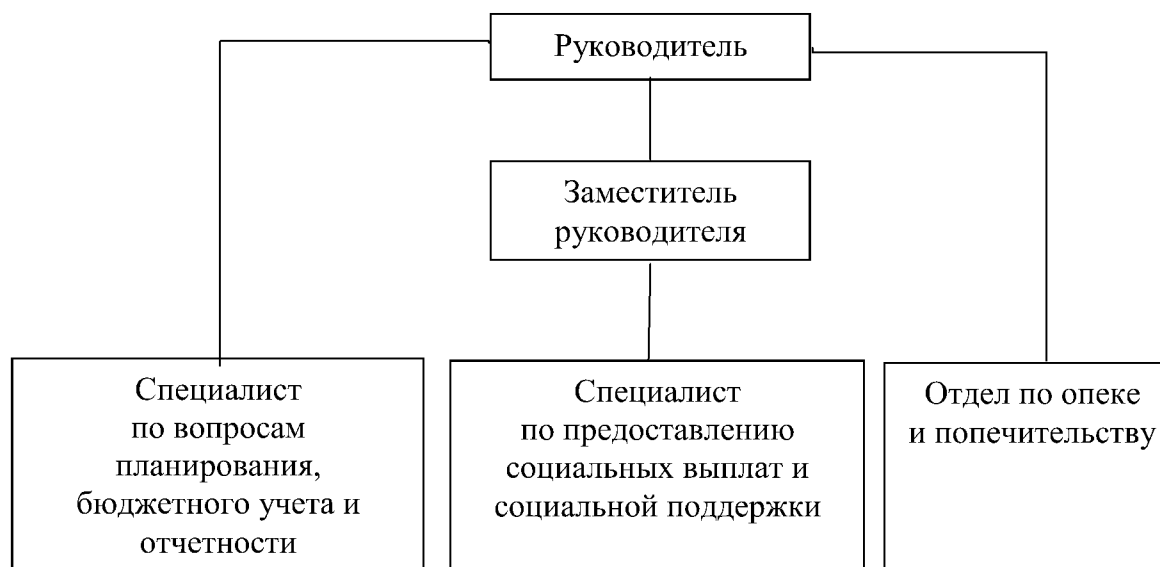 Руководитель
Заместитель
руководителя
Специалист
по вопросам
планирования,
бюджетного учета и
отчетности
Специалист
по предоставлению
социальных выплат и
социальной поддержки
Отдел по опеке
и попечительству